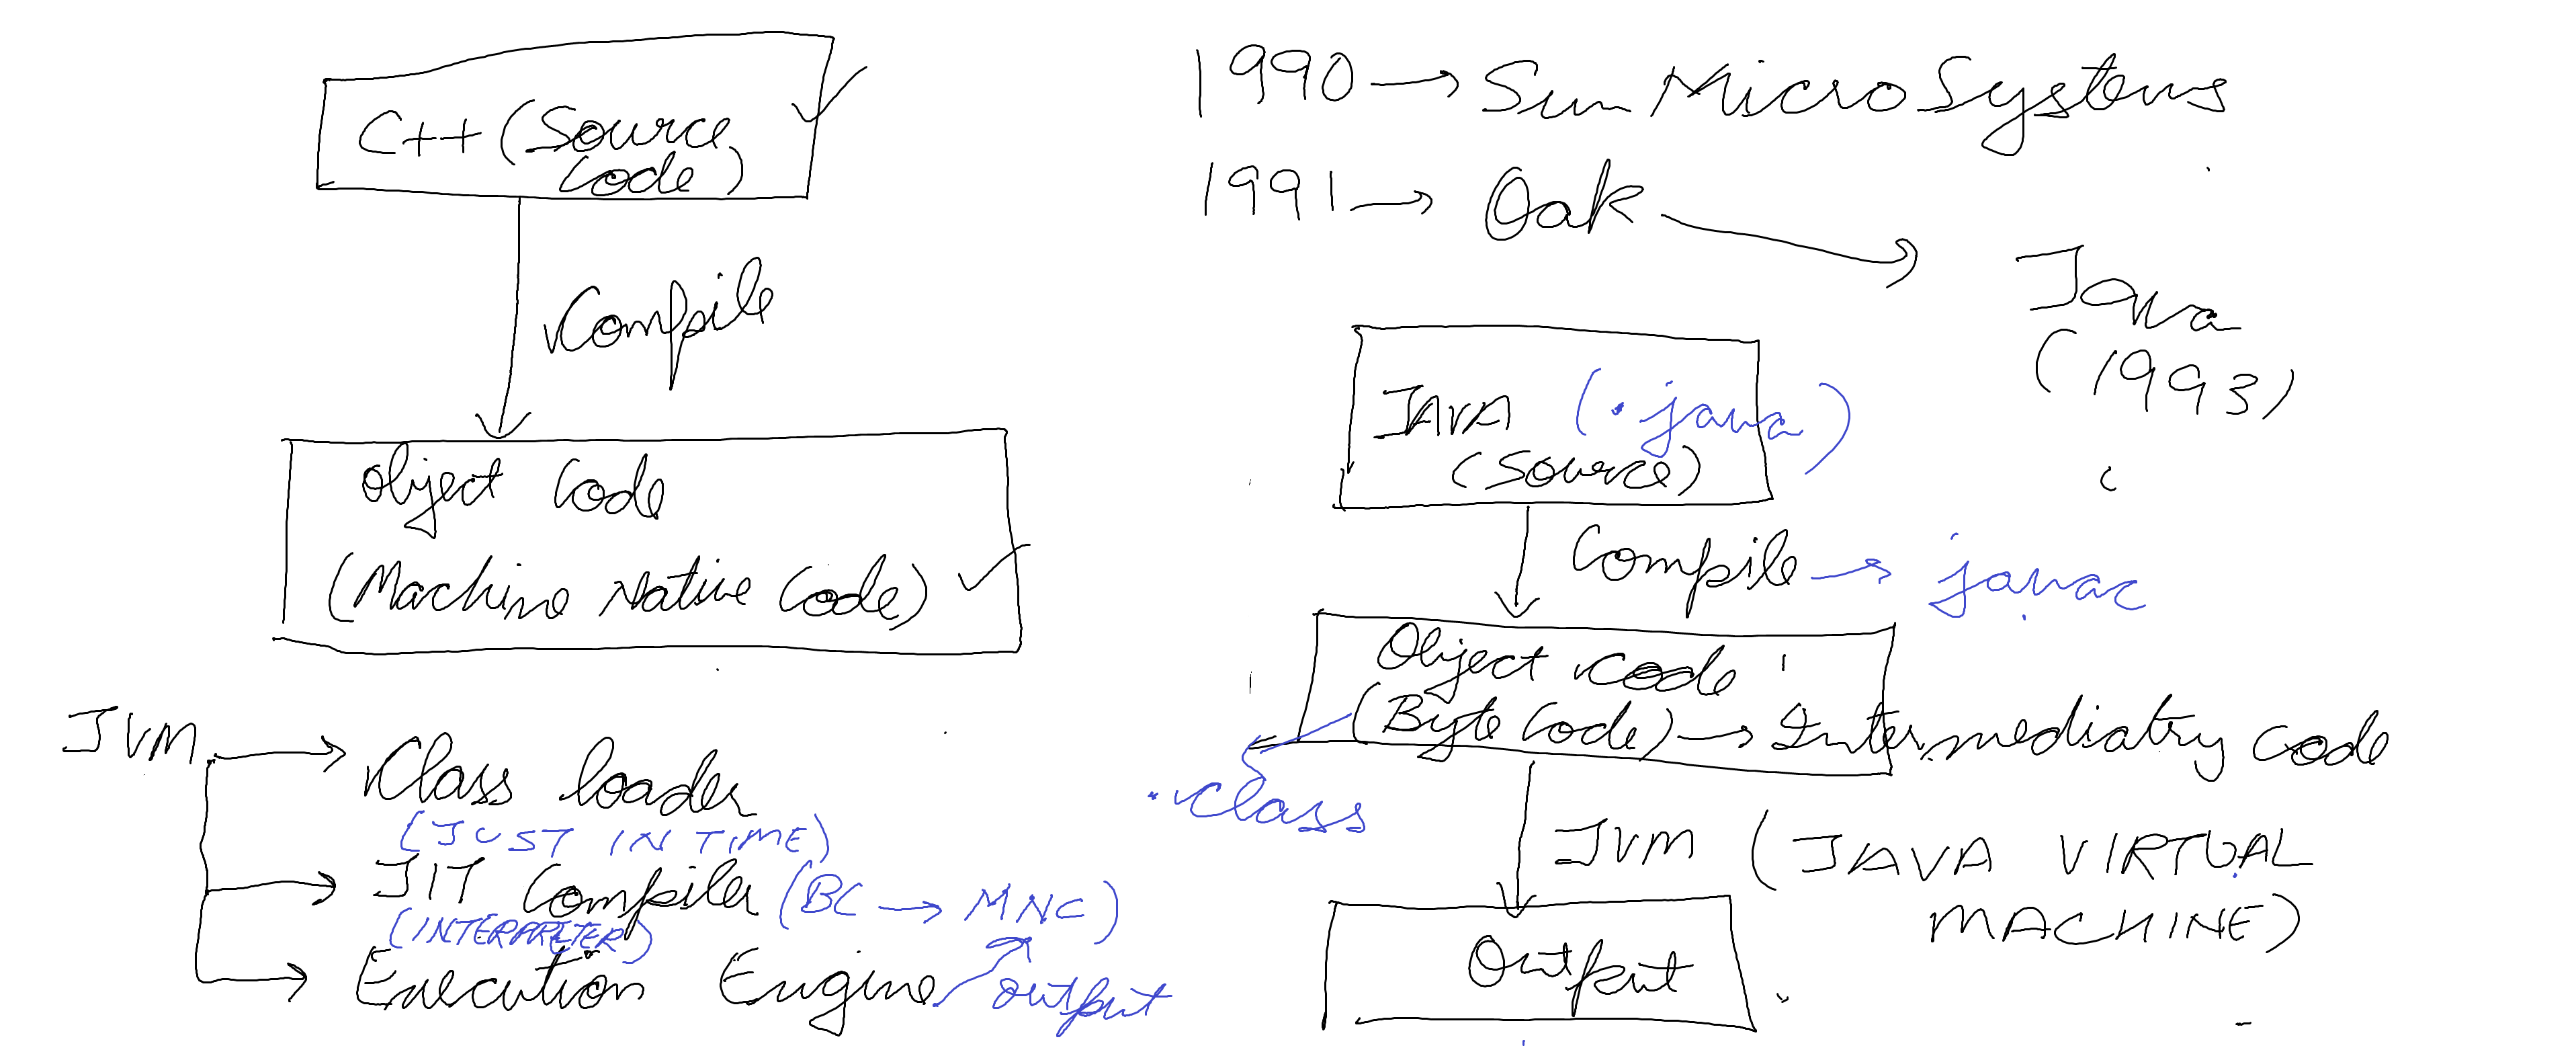 C++ (Source
Code)
Compile
Object Code
(Machine Native Code)
JVM
Class loader
(JUST IN TIME)
JIT Compiler (BC → MNC)
(INTERPRETER)
Execution Engine output
1990 → Sun MicroSystems
1991 → Oak
Java
(1993)
JAVA (.java)
(Source)
Compile → javac
Object Code
(Byte Code) → Intermediatry Code
.class
JVM (JAVA VIRTUAL
MACHINE)
Output